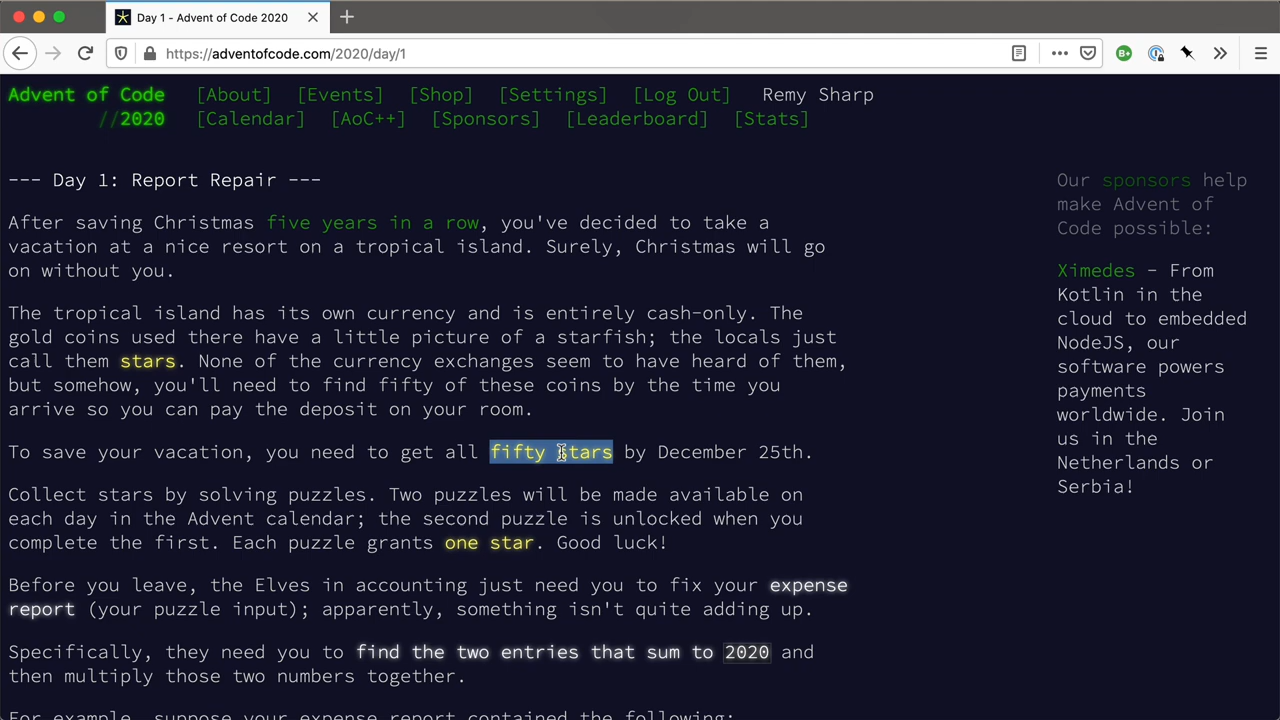 Day 1 - Advent of Code 2020
https://adventofcode.com/2020/day/1
Advent of Code [About] [Events] [Shop] [Settings] [Log Out] Remy Sharp
//2020 [Calendar] [AoC++] [Sponsors] [Leaderboard] [Stats]
--- Day 1: Report Repair ---
After saving Christmas five years in a row, you've decided to take a
vacation at a nice resort on a tropical island. Surely, Christmas will go
on without you.
The tropical island has its own currency and is entirely cash-only. The
gold coins used there have a little picture of a starfish; the locals just
call them stars. None of the currency exchanges seem to have heard of them,
but somehow, you'll need to find fifty of these coins by the time you
arrive so you can pay the deposit on your room.
To save your vacation, you need to get all fifty stars by December 25th.
Collect stars by solving puzzles. Two puzzles will be made available on
each day in the Advent calendar; the second puzzle is unlocked when you
complete the first. Each puzzle grants one star. Good luck!
Before you leave, the Elves in accounting just need you to fix your expense
report (your puzzle input); apparently, something isn't quite adding up.
Specifically, they need you to find the two entries that sum to 2020 and
then multiply those two numbers together.
For example, suppose your expense report contained the following:
Our sponsors help
make Advent of
Code possible:
Ximedes - From
Kotlin in the
cloud to embedded
NodeJS, our
software powers
payments
worldwide. Join
us in the
Netherlands or
Serbia!